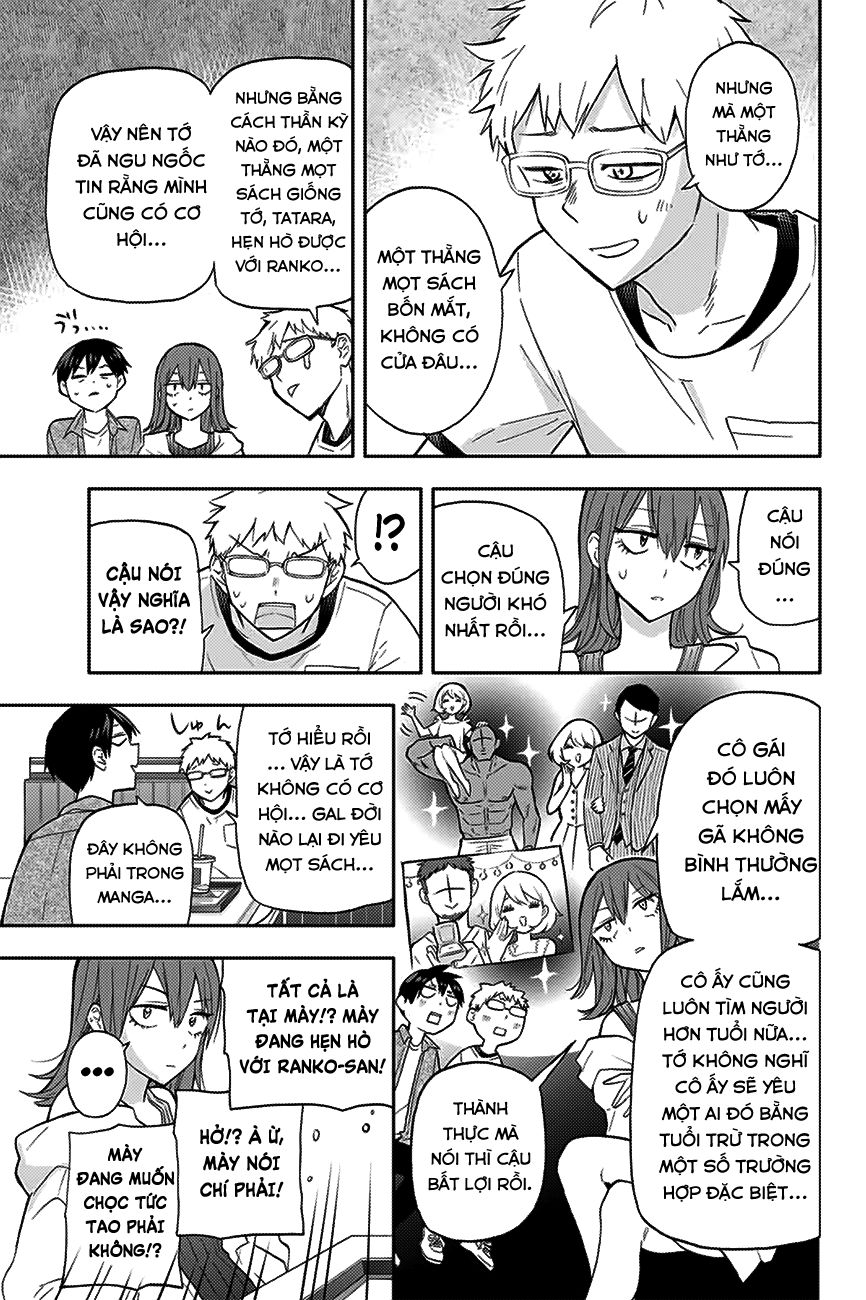 NHƯNG
MÀ MỘT
THẰNG
NHƯ TỚ...
MỘT THẰNG
MỌT SÁCH
BỐN MẮT,
KHÔNG CÓ
CỬA ĐÂU...
NHƯNG BẰNG
CÁCH THẦN KỲ
NÀO ĐÓ, MỘT
THẰNG MỌT
SÁCH GIỐNG
TỚ, TATARA,
HẸN HÒ ĐƯỢC
VỚI RANKO...
VẬY NÊN TỚ
ĐÃ NGU NGỐC
TIN RẰNG MÌNH
CŨNG CÓ CƠ
HỘI...
づぅ....
CẬU
NÓI
ĐÚNG
...
CẬU
CHỌN ĐÚNG
NGƯỜI KHÓ
NHẤT RỒI...
!?
CẬU NÓI
VẬY NGHĨA
LÀ SAO?!
CÔ GÁI
ĐÓ LUÔN
CHỌN MẤY
GÃ KHÔNG
BÌNH THƯỜNG
LẮM...
CÔ ẤY CŨNG
LUÔN TÌM NGƯỜI
HƠN TUỔI NỮA...
TỚ KHÔNG NGHĨ
CÔ ẤY SẼ YÊU
MỘT AI ĐÓ BẰNG
TUỔI TRỪ TRONG
MỘT SỐ TRƯỜNG
HỢP ĐẶC BIỆT...
THÀNH
THỰC MÀ
NÓI THÌ CẬU
BẤT LỢI RỒI.
TỚ HIỂU RỒI
... VẬY LÀ TỚ
KHÔNG CÓ CƠ
HỘI... GAL ĐỜI
NÀO LẠI ĐI YÊU
MỌT SÁCH...
しゅん
ĐÂY KHÔNG
PHẢI TRONG
MANGA...
TẤT CẢ LÀ
TẠI MÀY!? MÀY
ĐANG HẸN HÒ
VỚI RANKO-SAN!
HỞ!? À Ừ,
MÀY NÓI
CHÍ PHẢI!
...
MÀY
ĐANG MUỐN
CHỌC TỨC
TAO PHẢI
KHÔNG!?